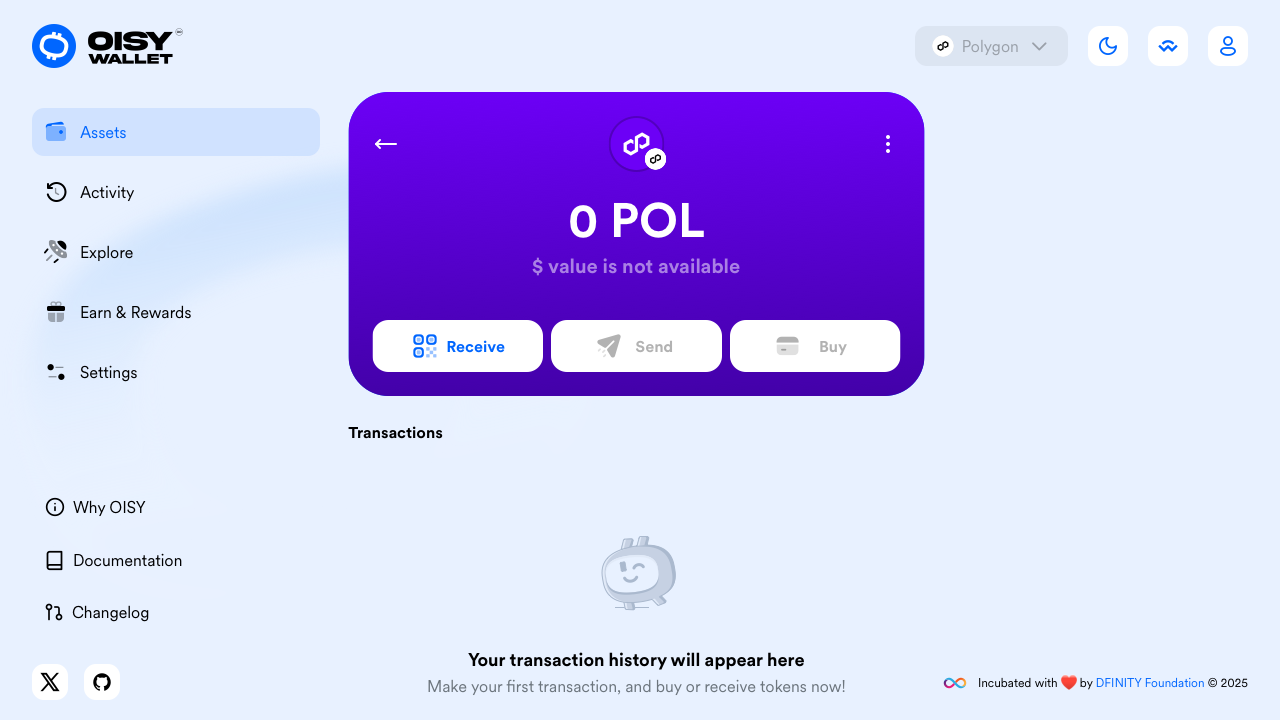 OISY
WALLET
Polygon
Assets
Activity
Explore
Earn & Rewards
Settings
Why OISY
Documentation
Changelog
0 POL
$ value is not available
Receive
Send
Buy
Transactions
Your transaction history will appear here
Make your first transaction, and buy or receive tokens now!
Incubated with ❤️ by DFINITY Foundation © 2025